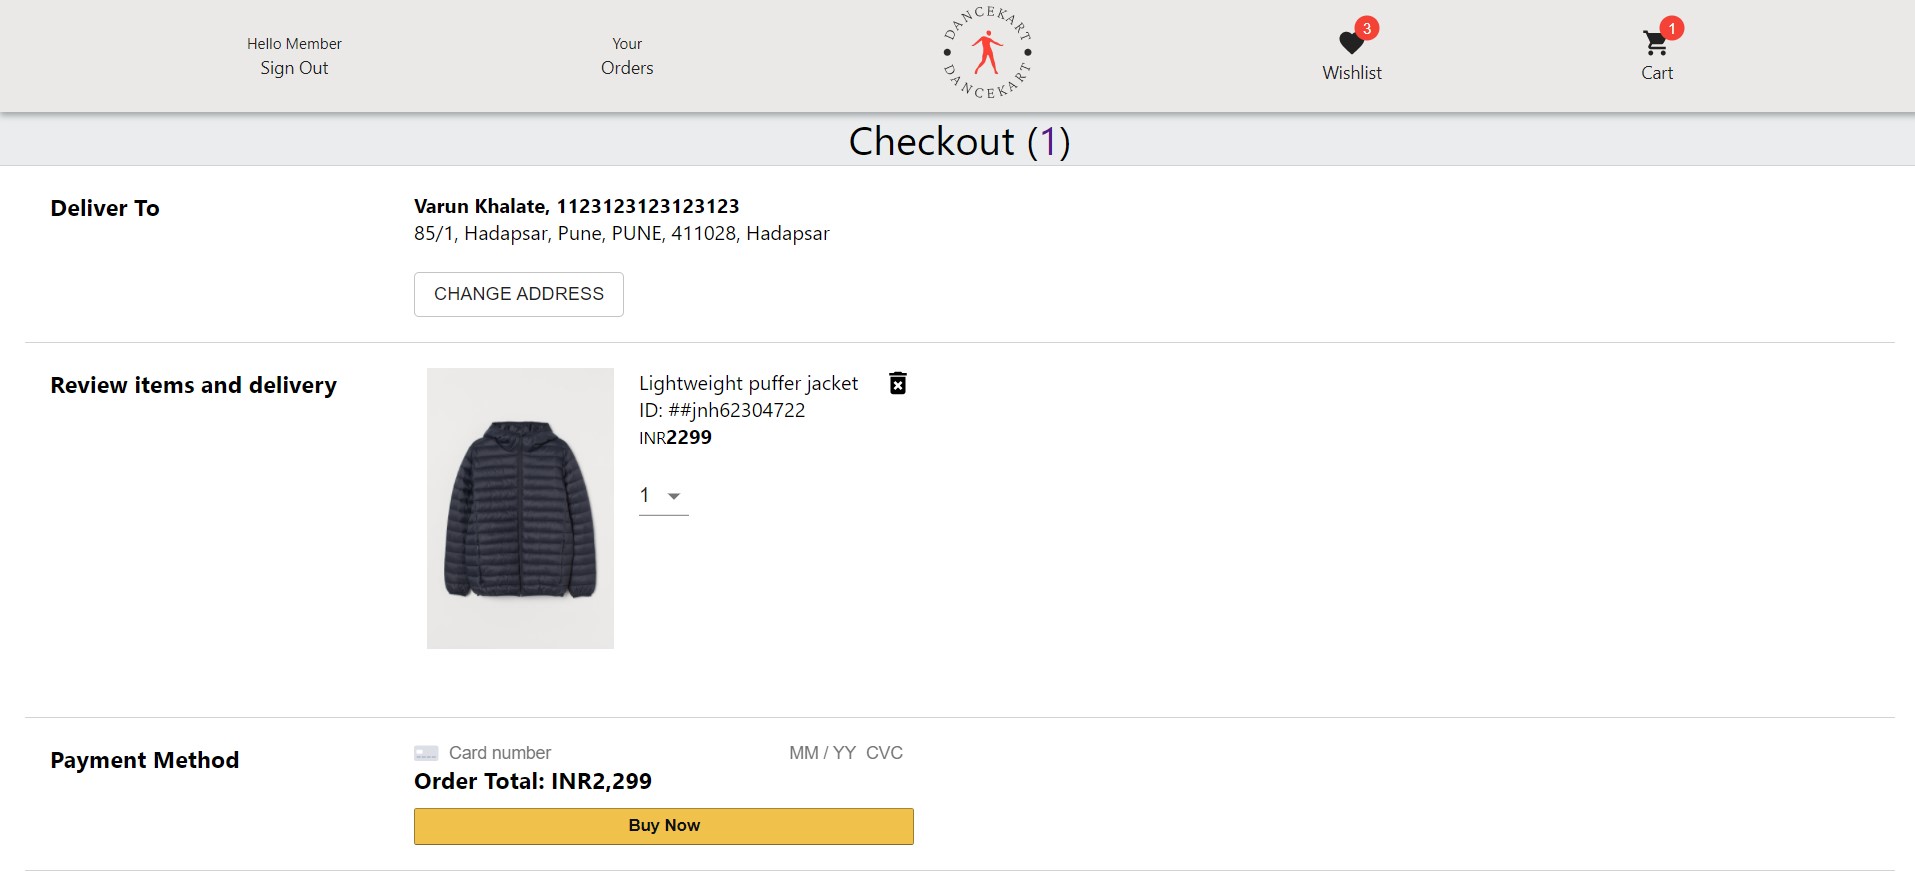 Hello Member
Sign Out
Your
Orders
DANCEKART
DANCEKART
3
Wishlist
1
Cart
Checkout (1)
Deliver To
Varun Khalate, 1123123123123123
85/1, Hadapsar, Pune, PUNE, 411028, Hadapsar
CHANGE ADDRESS
Review items and delivery
Lightweight puffer jacket
ID: ##jnh62304722
INR2299
1
Payment Method
Card number MM / YY CVC
Order Total: INR2,299
Buy Now